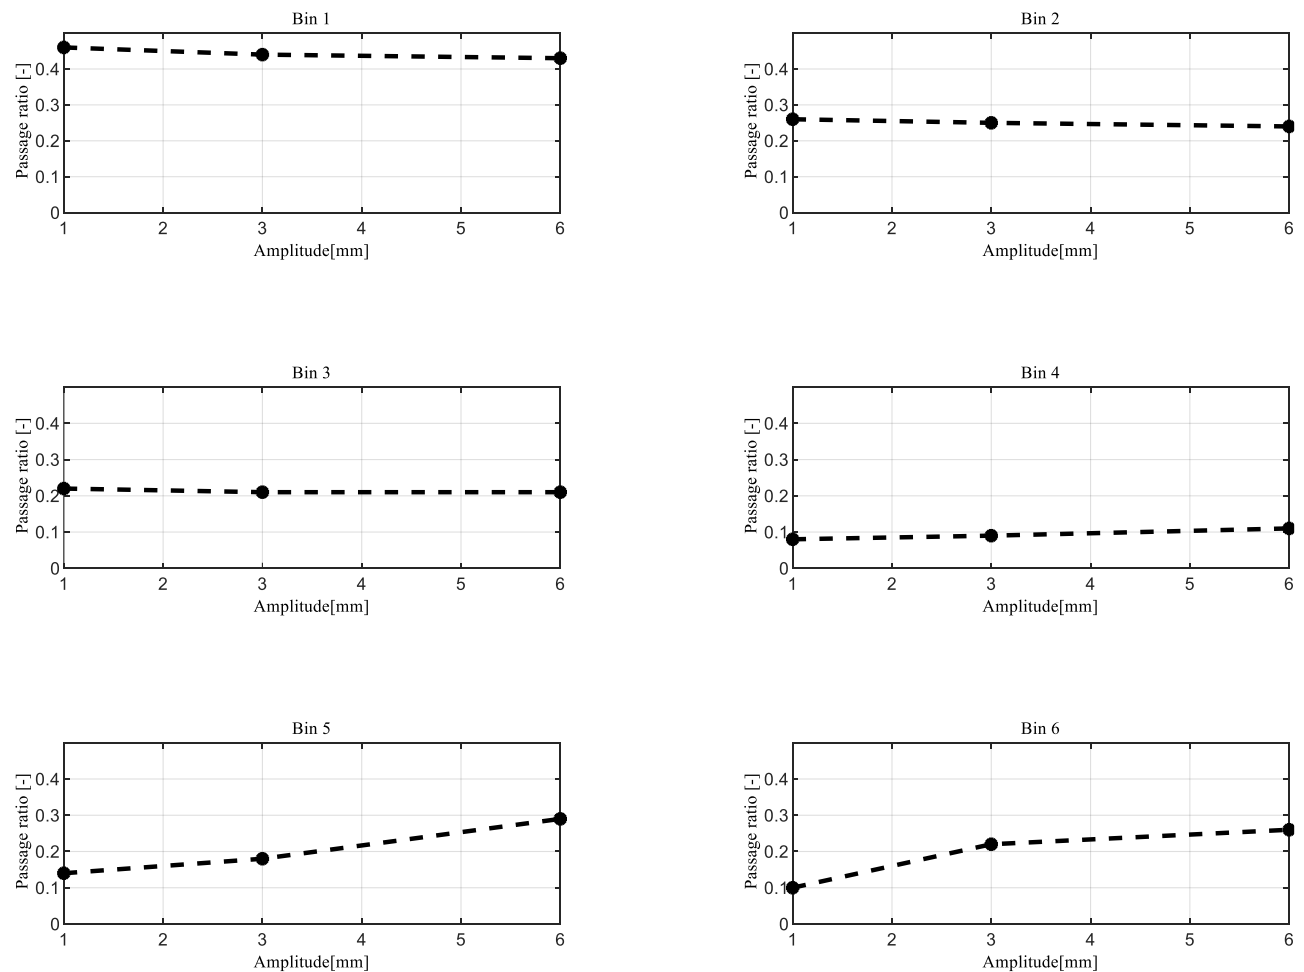 Bin 1
Passage ratio [-]
0.4
0.3
0.2
0.1
0
1 2 3 4 5 6
Amplitude[mm]
Bin 2
Passage ratio [-]
0.4
0.3
0.2
0.1
0
1 2 3 4 5 6
Amplitude[mm]
Bin 3
Passage ratio [-]
0.4
0.3
0.2
0.1
0
1 2 3 4 5 6
Amplitude[mm]
Bin 4
Passage ratio [-]
0.4
0.3
0.2
0.1
0
1 2 3 4 5 6
Amplitude[mm]
Bin 5
Passage ratio [-]
0.4
0.3
0.2
0.1
0
1 2 3 4 5 6
Amplitude[mm]
Bin 6
Passage ratio [-]
0.4
0.3
0.2
0.1
0
1 2 3 4 5 6
Amplitude[mm]